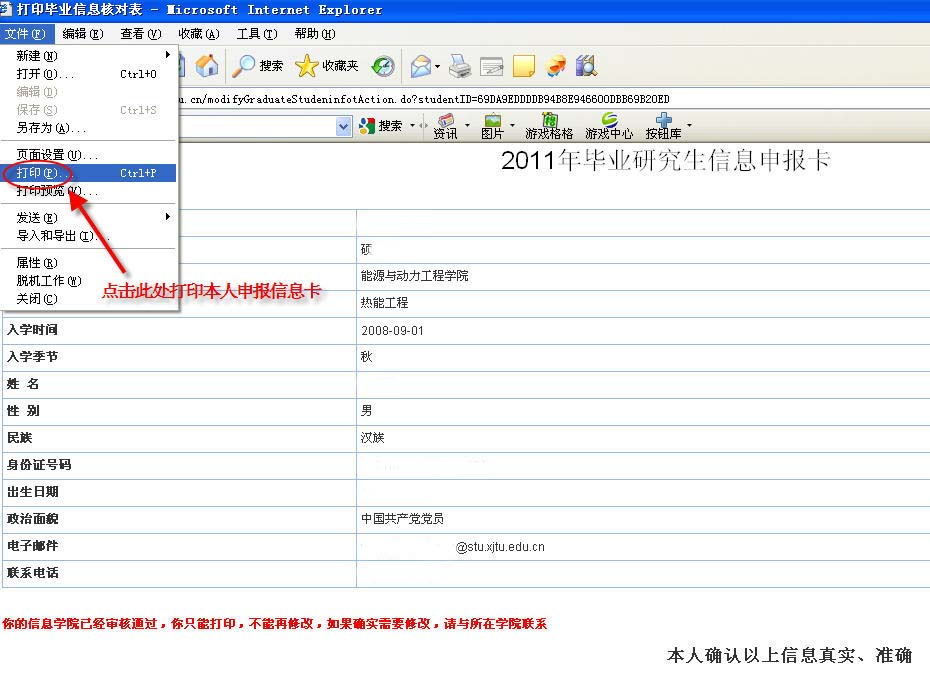 打印毕业信息核对表 - Microsoft Internet Explorer
文件(F) 编辑(E) 查看(V) 收藏(A) 工具(T) 帮助(H)
新建(N)
打开(O)... Ctrl+O
编辑(D)
保存(S) Ctrl+S
另存为(A)...
页面设置(U)...
打印(P)... Ctrl+P
打印预览(V)...
发送(E)
导入和导出(I)...
属性(R)
脱机工作(W)
关闭(C)
搜索 收藏夹
u.cn/modifyGraduateStudeninfotAction.do?studentID=69DA9EDDDDB94B8E946600DBB69B20ED
搜索 资讯 图片 游戏格格 游戏中心 按钮库
点击此处打印本人申报信息卡
2011年毕业研究生信息申报卡
硕
能源与动力工程学院
热能工程
入学时间 2008-09-01
入学季节 秋
姓 名
性 别 男
民族 汉族
身份证号码
出生日期
政治面貌 中国共产党党员
电子邮件 @stu.xjtu.edu.cn
联系电话
你的信息学院已经审核通过，你只能打印，不能再修改，如果确实需要修改，请与所在学院联系
本人确认以上信息真实、准确